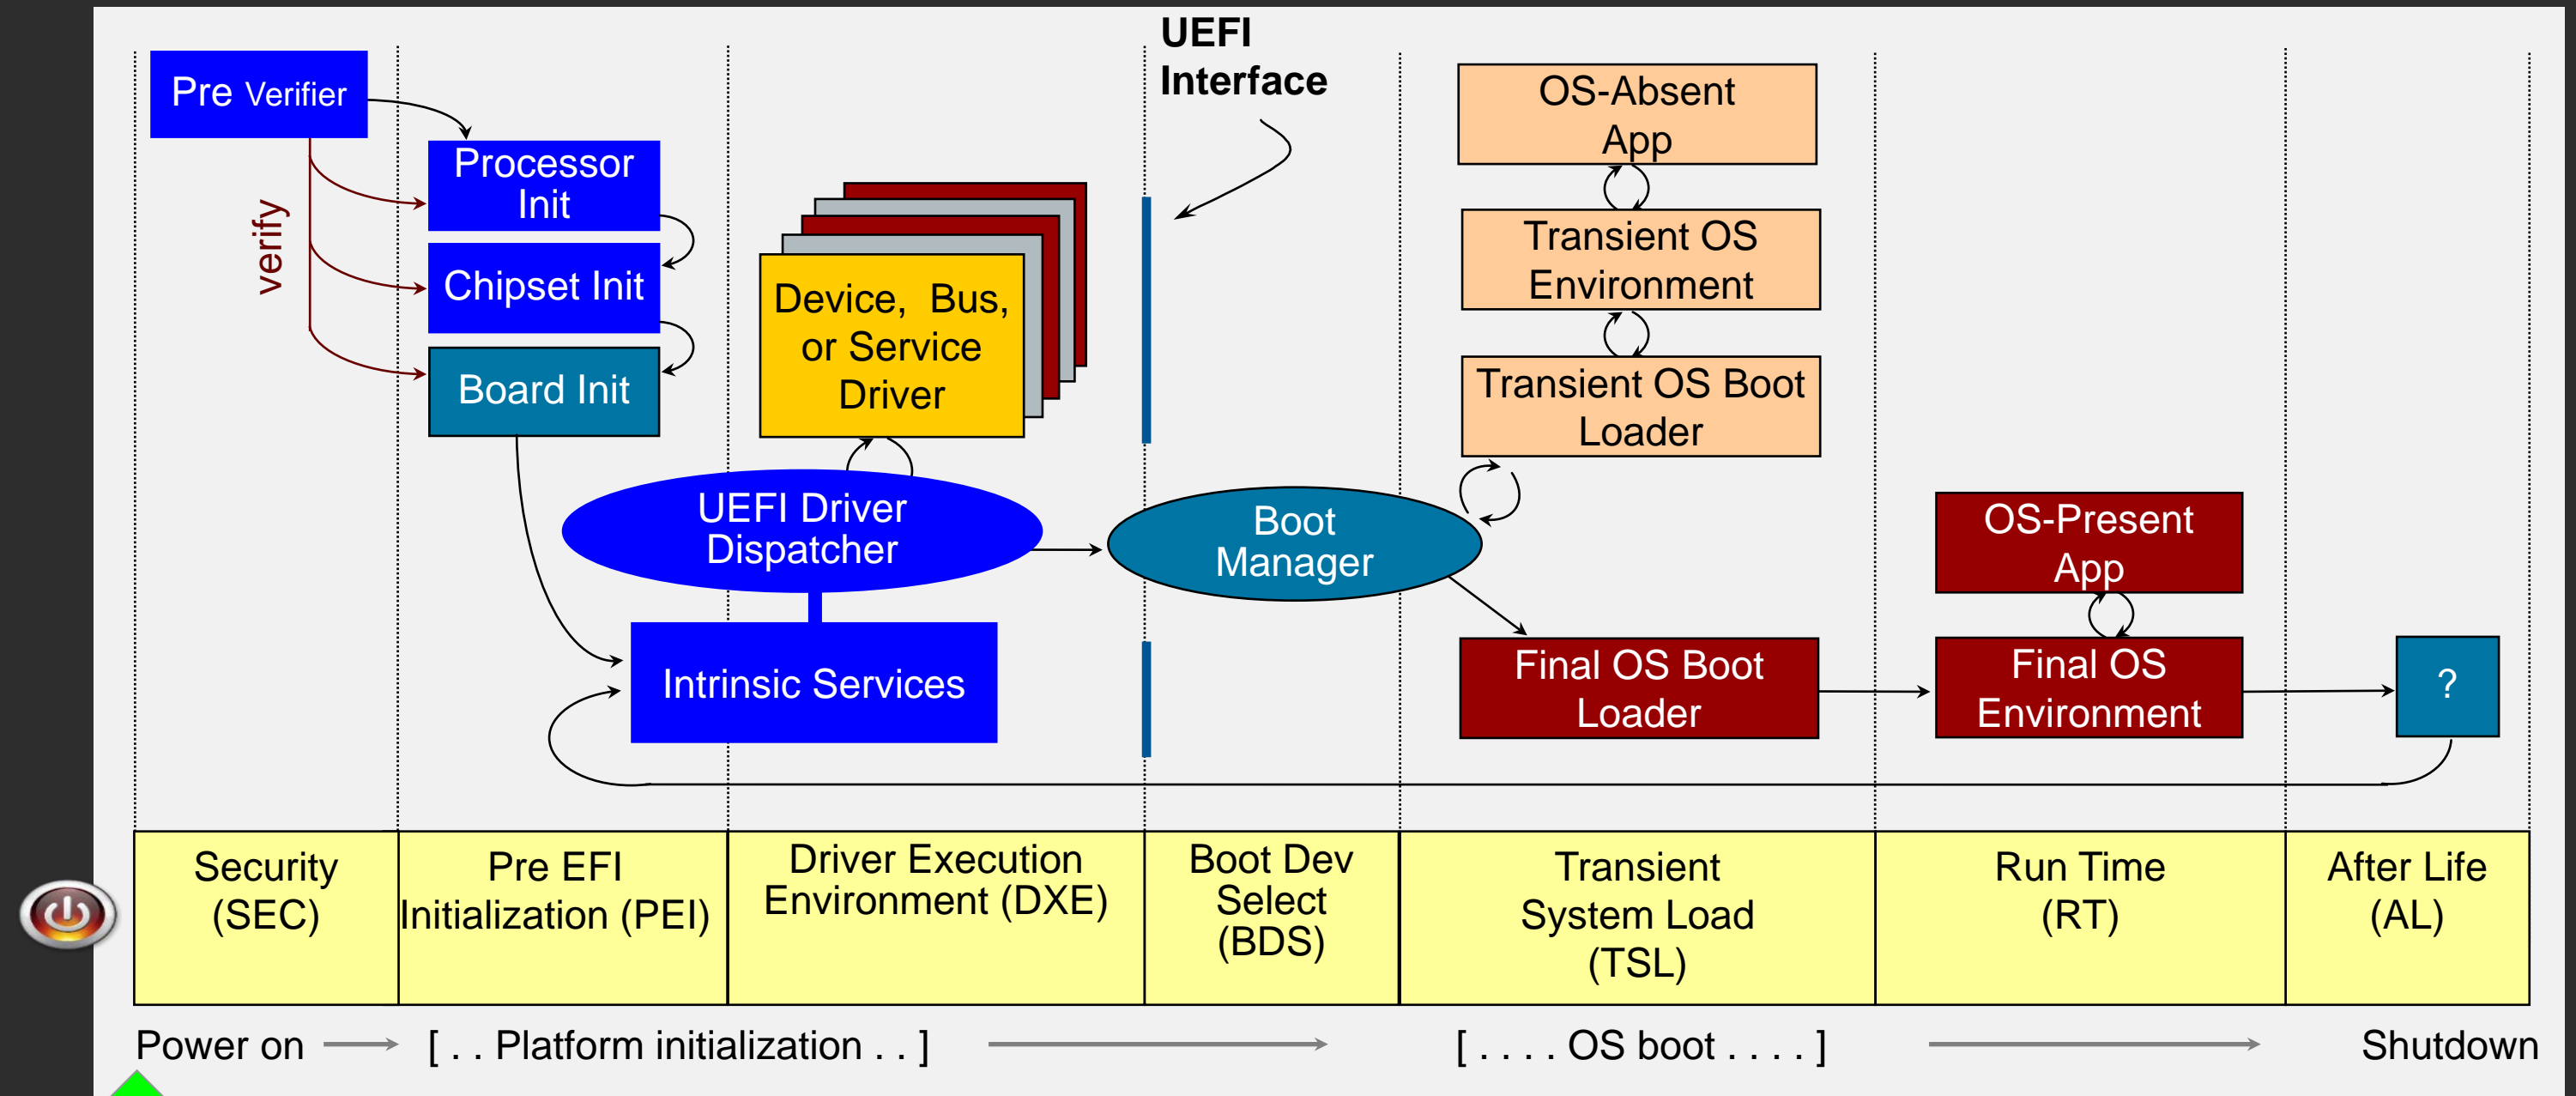 UEFI
Interface
Pre Verifier
verify
Processor
Init
Chipset Init
Board Init
Device, Bus,
or Service
Driver
UEFI Driver
Dispatcher
Intrinsic Services
Boot
Manager
OS-Absent
App
Transient OS
Environment
Transient OS Boot
Loader
Final OS Boot
Loader
OS-Present
App
Final OS
Environment
?
Security
(SEC)
Pre EFI
Initialization (PEI)
Driver Execution
Environment (DXE)
Boot Dev
Select
(BDS)
Transient
System Load
(TSL)
Run Time
(RT)
After Life
(AL)
Power on
[ . . Platform initialization . . ]
[ . . . . OS boot . . . . ]
Shutdown